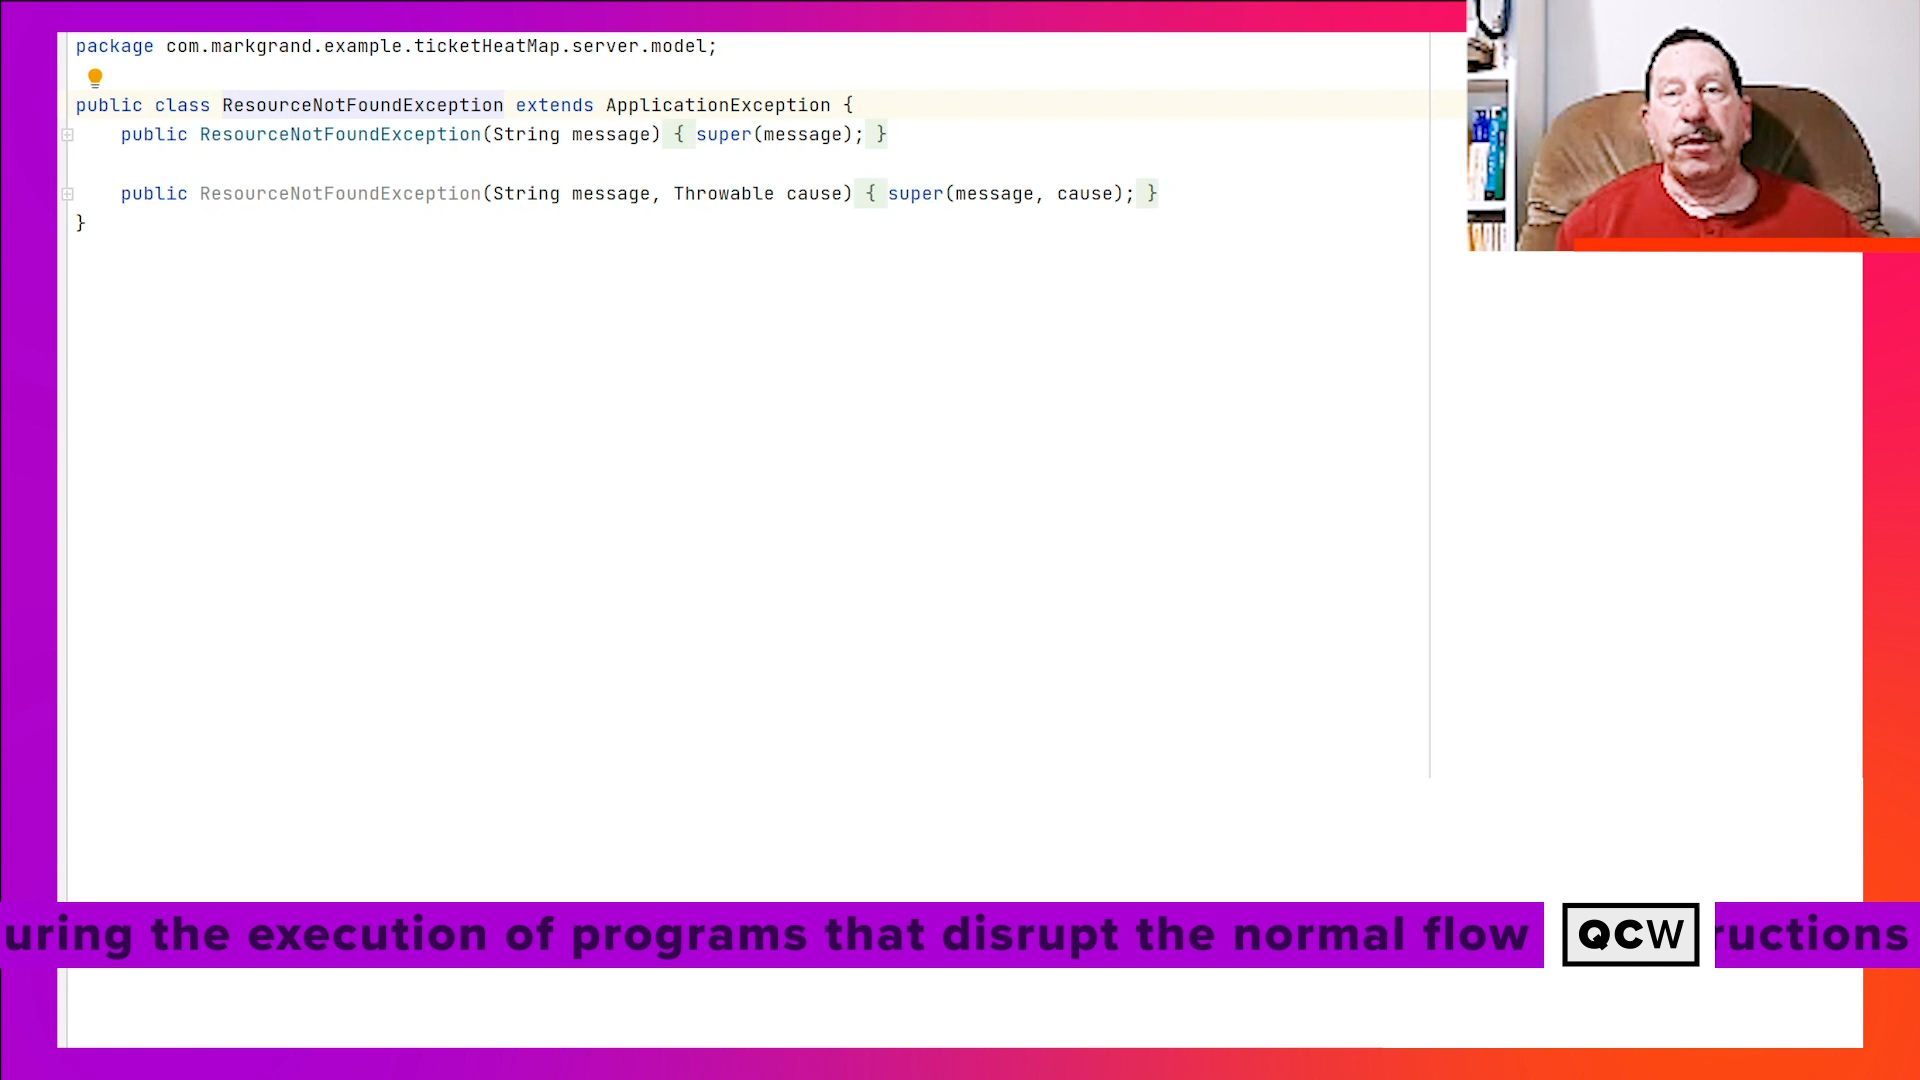 package com.markgrand.example.ticketHeatMap.server.model;
public class ResourceNotFoundException extends ApplicationException {
public ResourceNotFoundException(String message) { super(message); }
public ResourceNotFoundException(String message, Throwable cause) { super(message, cause); }
}
uring the execution of programs that disrupt the normal flow QCW ructions